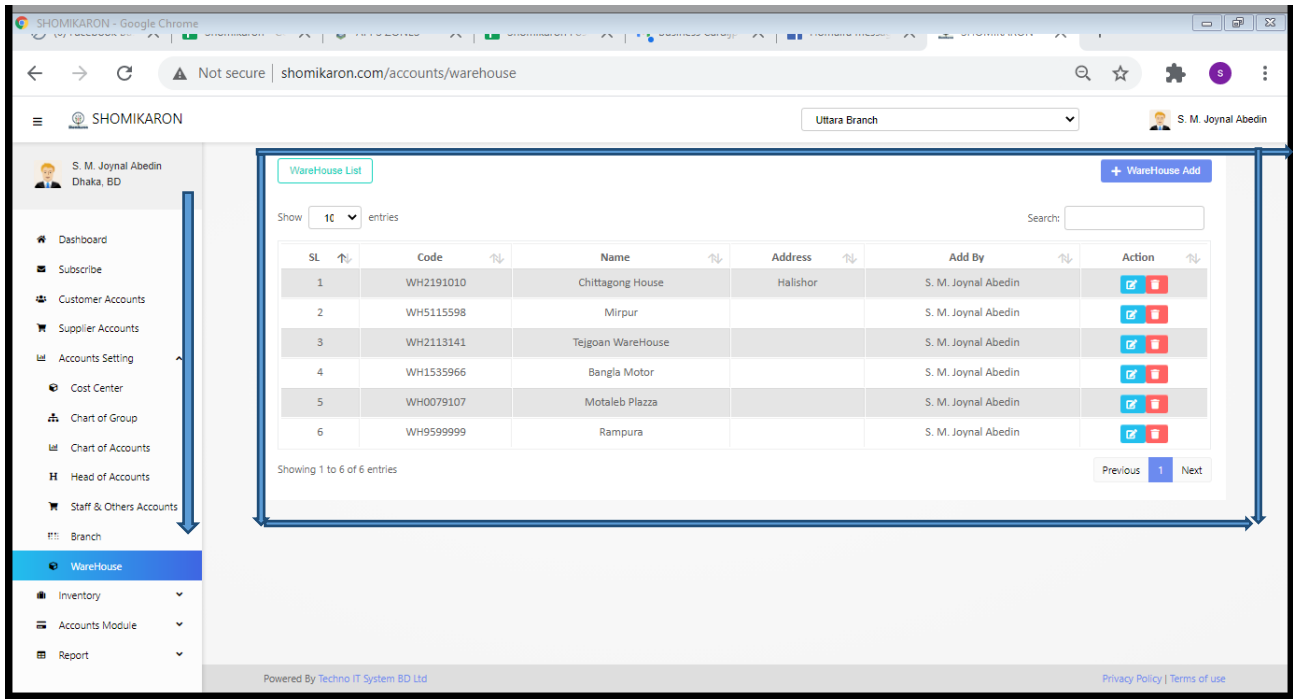 SHOMIKARON - Google Chrome
Not secure shomikaron.com/accounts/warehouse
S
SHOMIKARON
Uttara Branch
S. M. Joynal Abedin
S. M. Joynal Abedin
Dhaka, BD
Dashboard
Subscribe
Customer Accounts
Supplier Accounts
Accounts Setting
Cost Center
Chart of Group
Chart of Accounts
H Head of Accounts
Staff & Others Accounts
Branch
WareHouse
Inventory
Accounts Module
Report
WareHouse List
+ WareHouse Add
Show 10 entries
Search:
SL Code Name Address Add By Action
1 WH2191010 Chittagong House Halishor S. M. Joynal Abedin
2 WH5115598 Mirpur S. M. Joynal Abedin
3 WH2113141 Tejgoan WareHouse S. M. Joynal Abedin
4 WH1535966 Bangla Motor S. M. Joynal Abedin
5 WH0079107 Motaleb Plazza S. M. Joynal Abedin
6 WH9599999 Rampura S. M. Joynal Abedin
Showing 1 to 6 of 6 entries
Previous 1 Next
Powered By Techno IT System BD Ltd
Privacy Policy | Terms of use